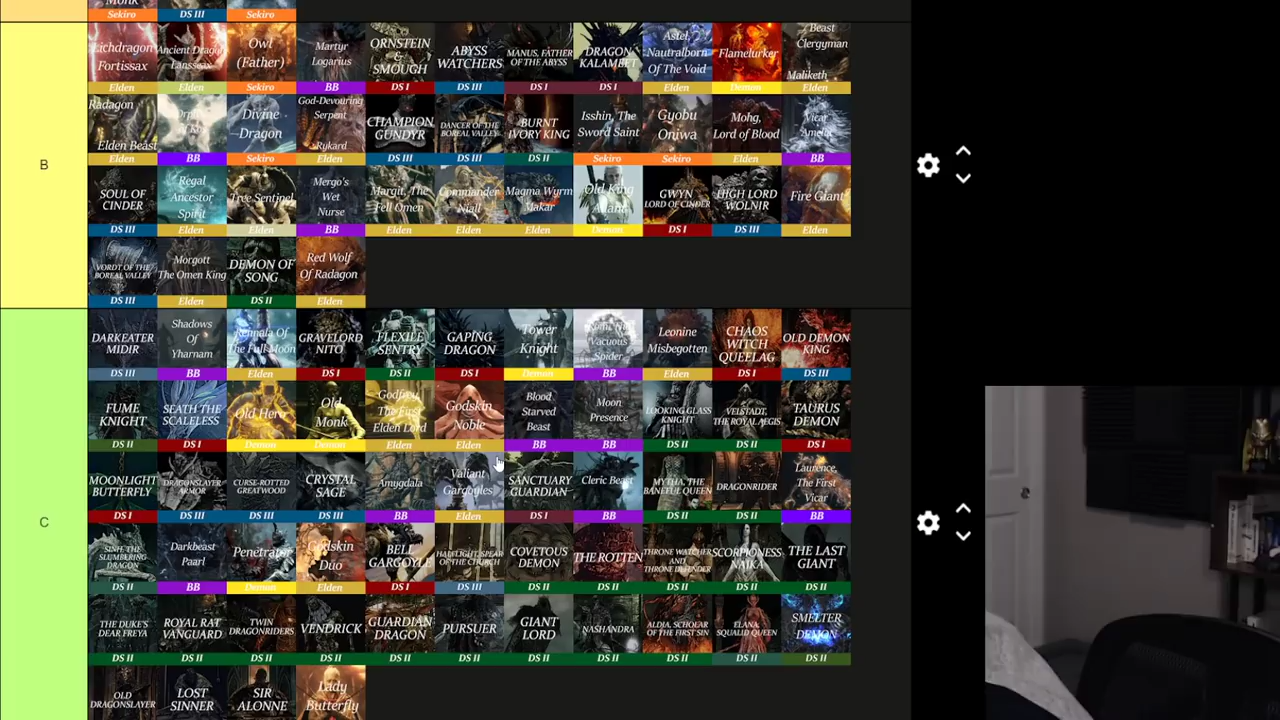 Monk
Sekiro DS III Sekiro
B
Lichdragon Fortissax
Ancient Dragon Lansseax
Owl (Father)
Martyr Logarius
ORNSTEIN & SMOUGH
ABYSS WATCHERS
MANUS, FATHER OF THE ABYSS
DRAGON KALAMEET
Astel, Nautralborn Of The Void
Flamelurker
Beast Clergyman Maliketh
Elden Elden Sekiro BB DS I DS III DS I DS I Elden Demon Elden
Radagon Elden Beast
Divine Dragon
God-Devouring Serpent Rykard
CHAMPION GUNDYR
DANCER OF THE BOREAL VALLEY
BURNT IVORY KING
Isshin, The Sword Saint
Gyobu Oniwa
Mohg, Lord of Blood
Vicar Amelia
Elden BB Sekiro Elden DS III DS III DS II Sekiro Sekiro Elden BB
SOUL OF CINDER
Regal Ancestor Spirit
Tree Sentinel
Mergo's Wet Nurse
Margit, The Fell Omen
Commander Niall
Magma Wyrm Makar
Old King Allant
GWYN LORD OF CINDER
HIGH LORD WOLNIR
Fire Giant
DS III Elden Elden BB Elden Elden Elden Demon DS I DS III Elden
VORDT OF THE BOREAL VALLEY
Morgott The Omen King
DEMON OF SONG
Red Wolf Of Radagon
DS III Elden DS II Elden
C
DARKEATER MIDIR
Shadows Of Yharnam
Rennala Of The Full Moon
GRAVELORD NITO
FLEXILE SENTRY
GAPING DRAGON
Tower Knight
Vacuous Spider
Leonine Misbegotten
CHAOS WITCH QUEELAG
OLD DEMON KING
DS III BB Elden DS I DS II DS I Demon BB Elden DS I DS III
FUME KNIGHT
SEATH THE SCALELESS
Old Hero
Old Monk
Godfrey, The First Elden Lord
Godskin Noble
Blood Starved Beast
Moon Presence
LOOKING GLASS KNIGHT
VELSTADT, THE ROYAL AEGIS
TAURUS DEMON
DS II DS I Demon Demon Elden Elden BB BB DS II DS II DS I
MOONLIGHT BUTTERFLY
DRAGONSLAYER ARMOR
CURSE-ROTTED GREATWOOD
CRYSTAL SAGE
Amygdala
Valiant Gargoyles
SANCTUARY GUARDIAN
Cleric Beast
MYTHA, THE BANEFUL QUEEN
DRAGONRIDER
Laurence, The First Vicar
DS I DS III DS III DS III BB Elden DS I BB DS II DS II BB
SINH, THE SLUMBERING DRAGON
Darkbeast Paarl
Penetrator
Godskin Duo
BELL GARGOYLE
HALFLIGHT, SPEAR OF THE CHURCH
COVETOUS DEMON
THE ROTTEN
THRONE WATCHER AND THRONE DEFENDER
SCORPIONESS NAJKA
THE LAST GIANT
DS II BB Demon Elden DS I DS III DS II DS II DS II DS II DS II
THE DUKE'S DEAR FREYA
ROYAL RAT VANGUARD
TWIN DRAGONRIDERS
VENDRICK
GUARDIAN DRAGON
PURSUER
GIANT LORD
NASHANDRA
ALDIA, SCHOLAR OF THE FIRST SIN
ELANA, SQUALID QUEEN
SMELTER DEMON
DS II DS II DS II DS II DS II DS II DS II DS II DS II DS II DS II
OLD DRAGONSLAYER
LOST SINNER
SIR ALONNE
Lady Butterfly